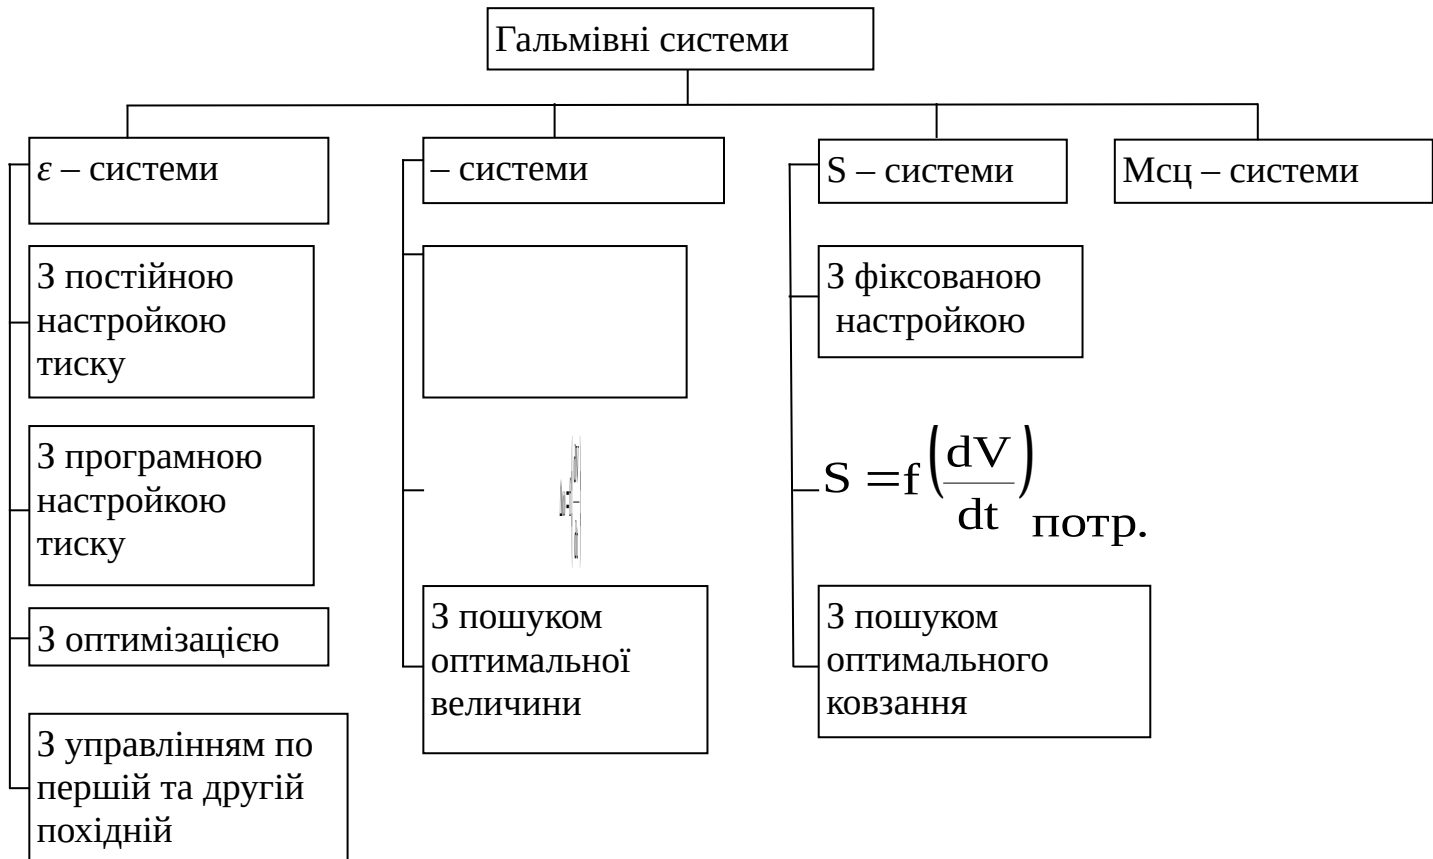 Гальмівні системи
ε – системи
– системи
S – системи
Мсц – системи
З постійною
настройкою
тиску
З фіксованою
настройкою
З програмною
настройкою
тиску
S = f(dV/dt) потр.
З оптимізацією
З пошуком
оптимальної
величини
З пошуком
оптимального
ковзання
З управлінням по
першій та другій
похідній